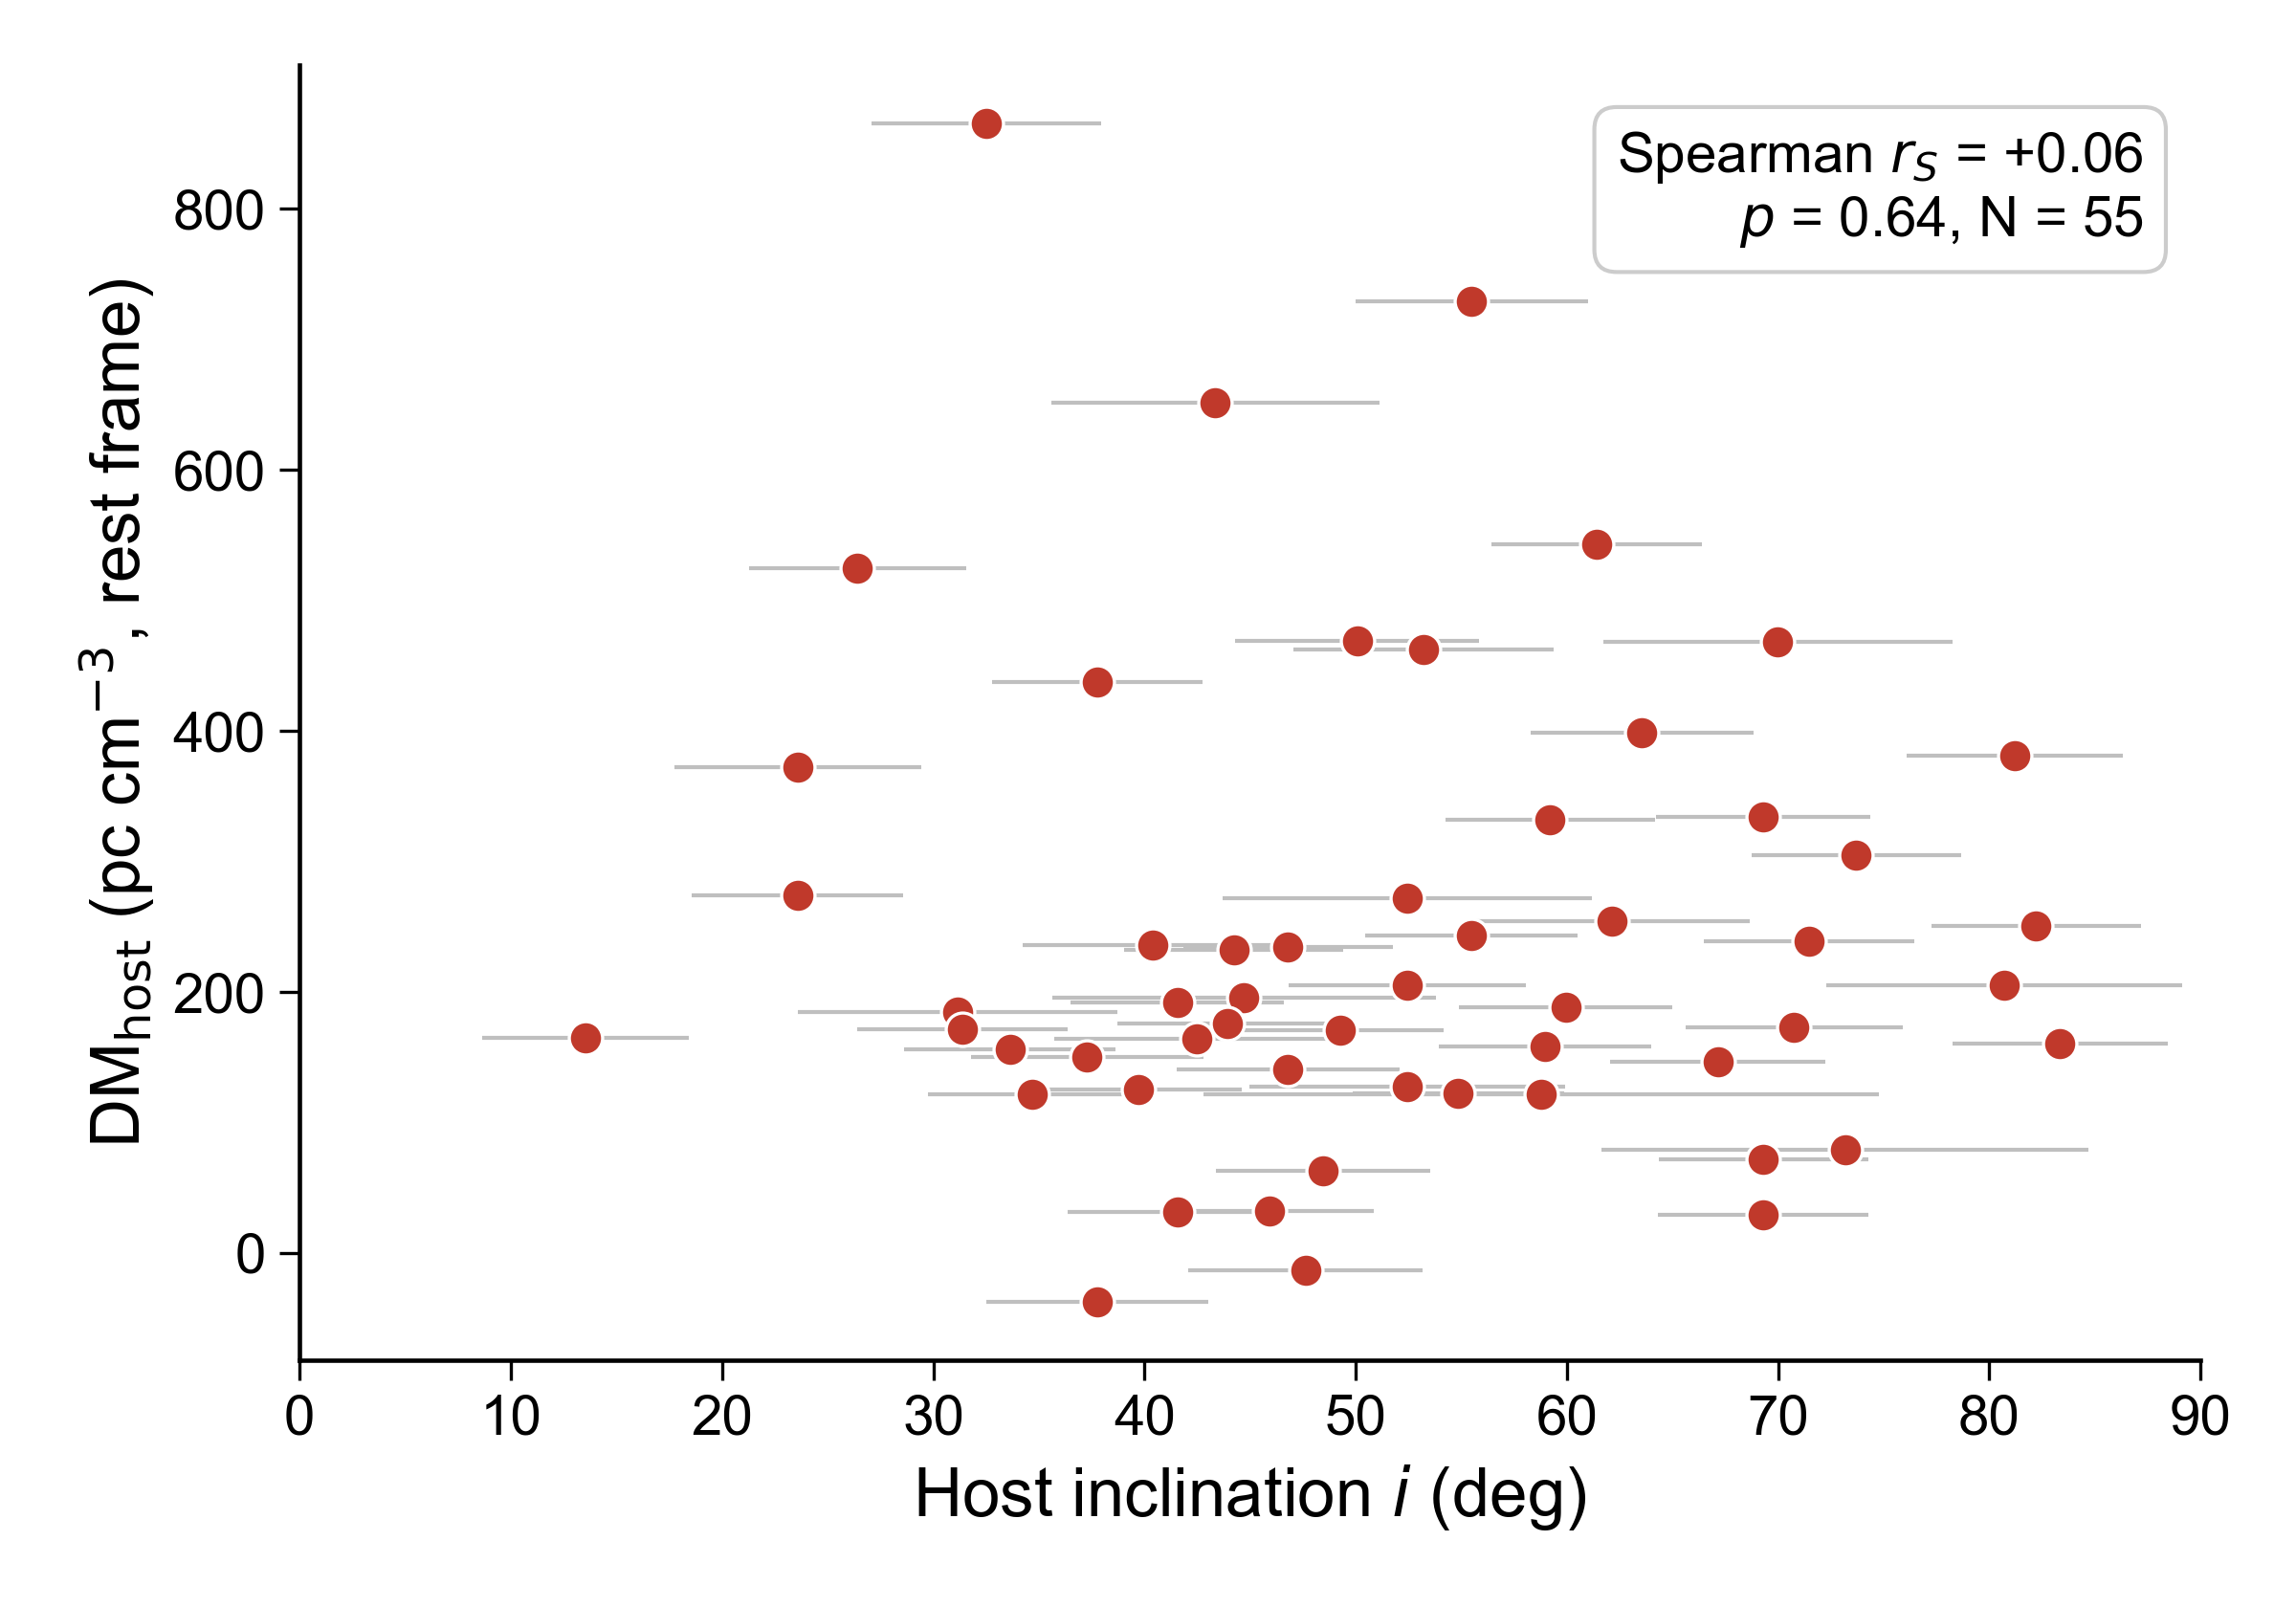 Spearman r_S = +0.06
p = 0.64, N = 55
DM_host (pc cm⁻³, rest frame)
800
600
400
200
0
0 10 20 30 40 50 60 70 80 90
Host inclination i (deg)